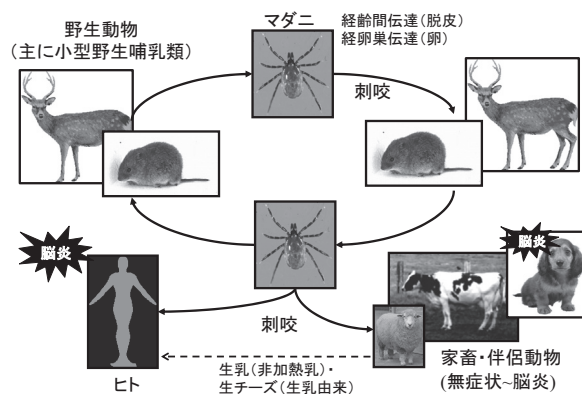 野生動物
(主に小型野生哺乳類)
マダニ
経齢間伝達(脱皮)
経卵巣伝達(卵)
刺咬
脳炎
脳炎
刺咬
ヒト
生乳(非加熱乳)・
生チーズ(生乳由来)
家畜・伴侶動物
(無症状~脳炎)